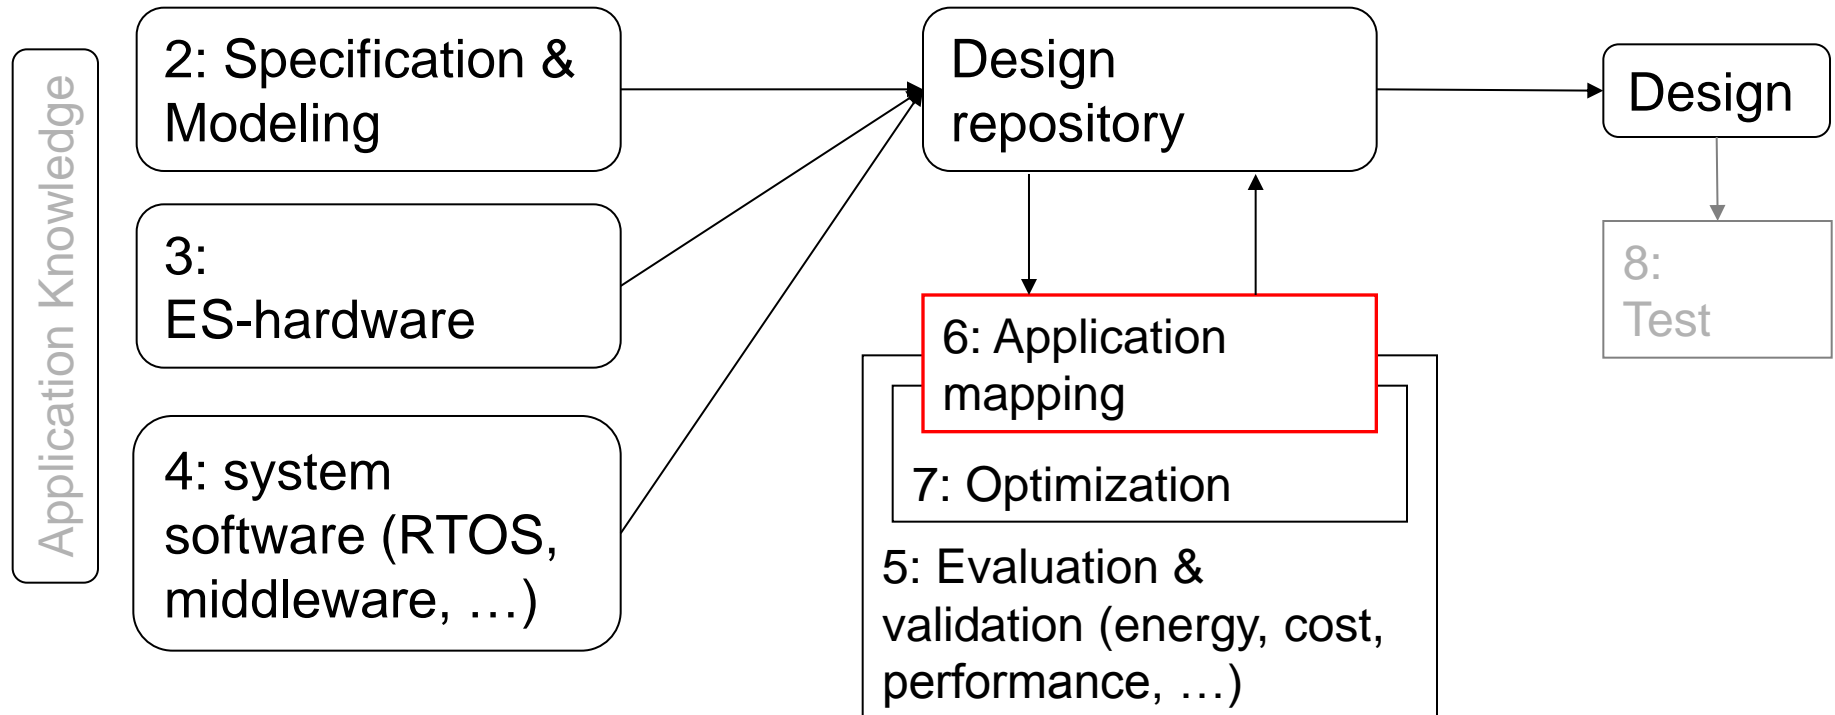 Application Knowledge
2: Specification &
Modeling
3:
ES-hardware
4: system
software (RTOS,
middleware, …)
Design
repository
6: Application
mapping
7: Optimization
5: Evaluation &
validation (energy, cost,
performance, …)
Design
8:
Test